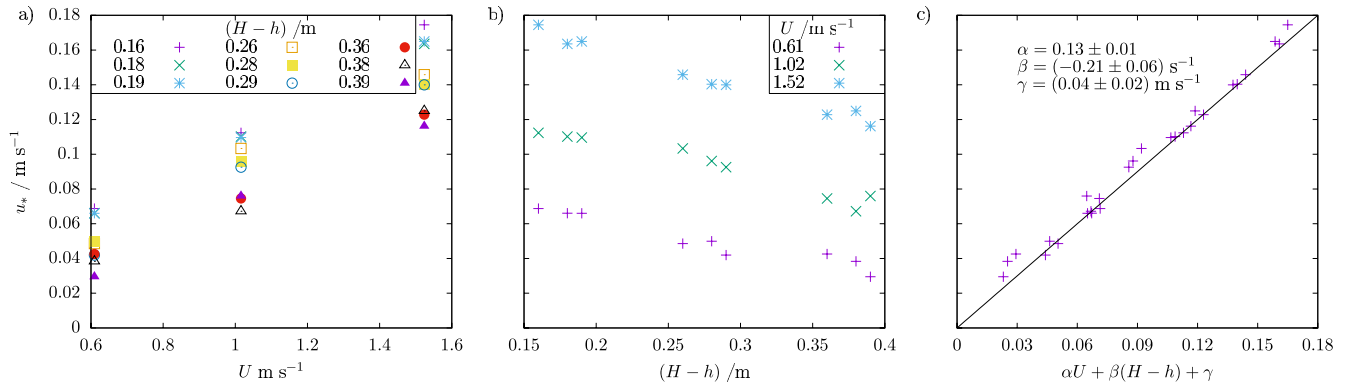 a)
(H − h) /m
0.16 0.26 0.36
0.18 0.28 0.38
0.19 0.29 0.39
0.18
0.16
0.14
0.12
0.1
0.08
0.06
0.04
0.02
0
u* / m s⁻¹
0.6 0.8 1 1.2 1.4 1.6
U m s⁻¹
b)
U /m s⁻¹
0.61
1.02
1.52
0.15 0.2 0.25 0.3 0.35 0.4
(H − h) /m
c)
α = 0.13 ± 0.01
β = (−0.21 ± 0.06) s⁻¹
γ = (0.04 ± 0.02) m s⁻¹
0 0.03 0.06 0.09 0.12 0.15 0.18
αU + β(H − h) + γ